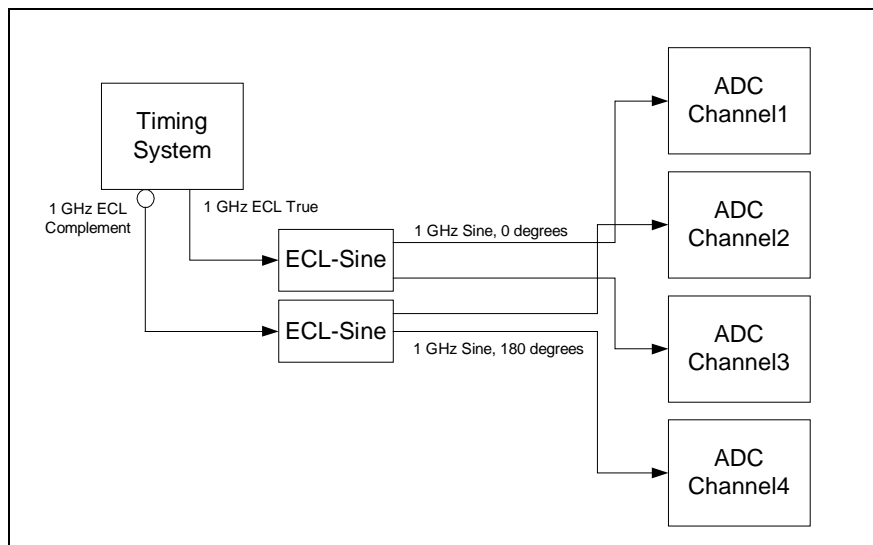 Timing
System
1 GHz ECL
Complement
1 GHz ECL True
ECL-Sine
ECL-Sine
1 GHz Sine, 0 degrees
1 GHz Sine, 180 degrees
ADC
Channel1
ADC
Channel2
ADC
Channel3
ADC
Channel4